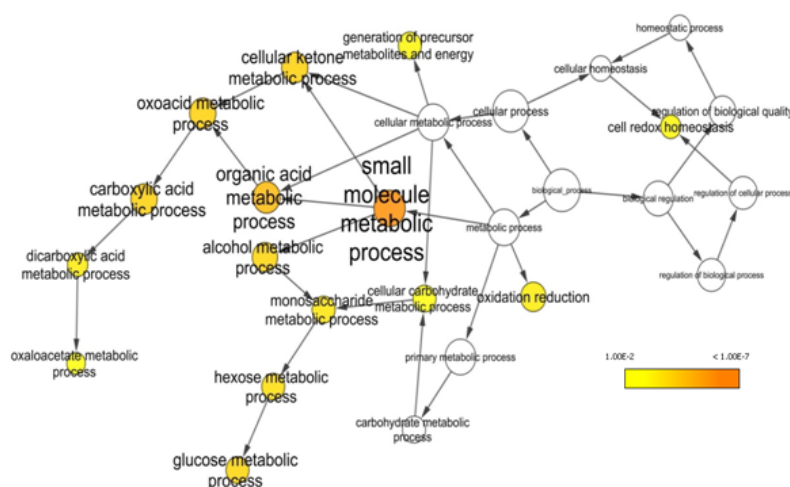 homeostatic process
generation of precursor
metabolites and energy
cellular ketone
metabolic process
cellular homeostasis
oxoacid metabolic
process
cellular process
regulation of biological quality
cellular metabolic process
cell redox homeostasis
small
molecule
metabolic
process
organic acid
metabolic
process
carboxylic acid
metabolic process
biological_process
biological regulation
regulation of cellular process
metabolic process
alcohol metabolic
process
dicarboxylic acid
metabolic process
regulation of biological process
cellular carbohydrate
metabolic process
oxidation reduction
monosaccharide
metabolic process
oxaloacetate metabolic
process
primary metabolic process
1.00E-2
< 1.00E-7
hexose metabolic
process
carbohydrate metabolic
process
glucose metabolic
process